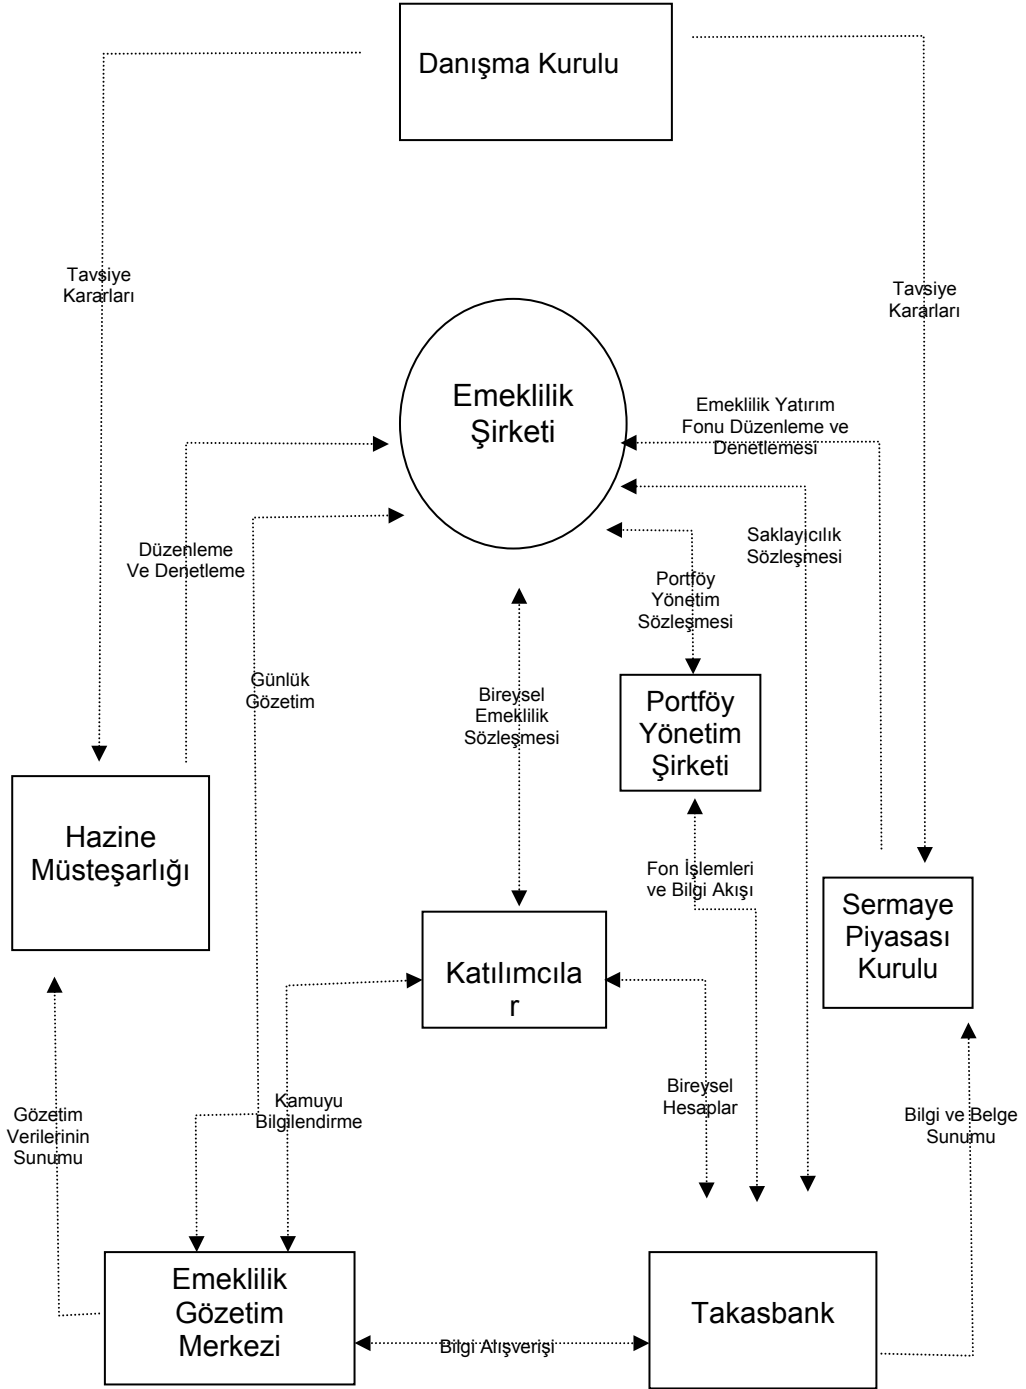 Danışma Kurulu
Tavsiye
Kararları
Tavsiye
Kararları
Emeklilik
Şirketi
Emeklilik Yatırım
Fonu Düzenleme ve
Denetlemesi
Düzenleme
Ve Denetleme
Saklayıcılık
Sözleşmesi
Portföy
Yönetim
Sözleşmesi
Günlük
Gözetim
Bireysel
Emeklilik
Sözleşmesi
Portföy
Yönetim
Şirketi
Hazine
Müsteşarlığı
Fon İşlemleri
ve Bilgi Akışı
Sermaye
Piyasası
Kurulu
Katılımcıla
r
Gözetim
Verilerinin
Sunumu
Kamuyu
Bilgilendirme
Bireysel
Hesaplar
Bilgi ve Belge
Sunumu
Emeklilik
Gözetim
Merkezi
Bilgi Alışverişi
Takasbank